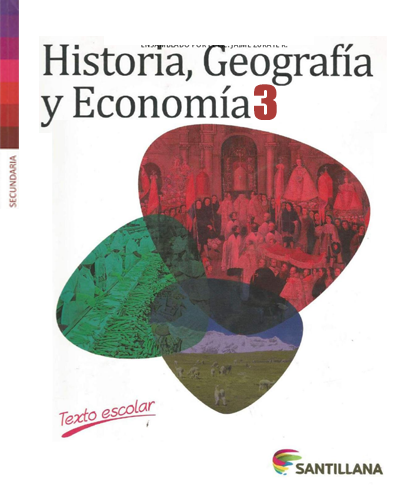 Historia, Geografía
y Economía3
SECUNDARIA
Texto escolar
SANTILLANA